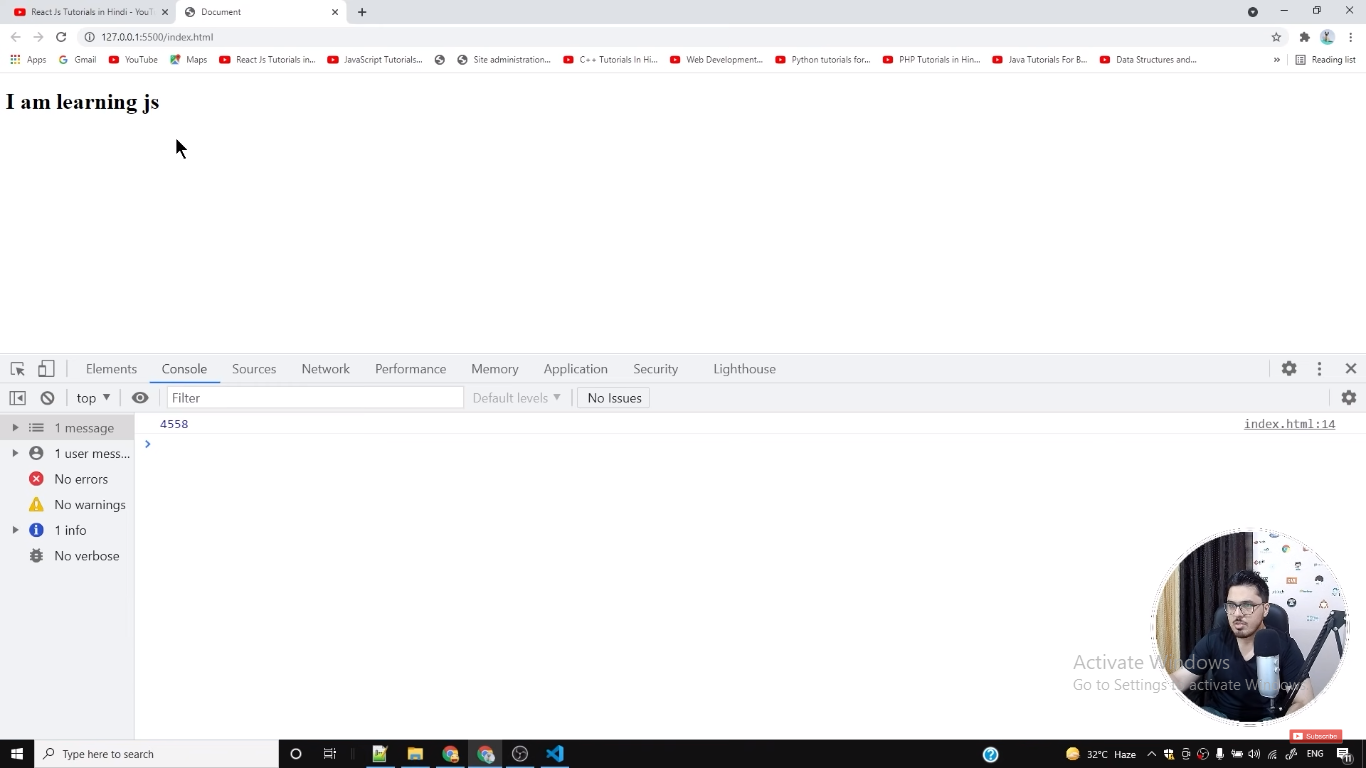 React Js Tutorials in Hindi - YouT
Document
127.0.0.1:5500/index.html
Apps
Gmail
YouTube
Maps
React Js Tutorials in...
JavaScript Tutorials...
Site administration...
C++ Tutorials In Hi...
Web Development...
Python tutorials for...
PHP Tutorials in Hin...
Java Tutorials For B...
Data Structures and...
»
Reading list
I am learning js
Elements
Console
Sources
Network
Performance
Memory
Application
Security
Lighthouse
top
Filter
Default levels
No Issues
1 message
4558
index.html:14
1 user mess...
No errors
No warnings
1 info
No verbose
Activate Windows
Go to Settings to activate Windows.
Subscribe
Type here to search
32°C Haze
ENG